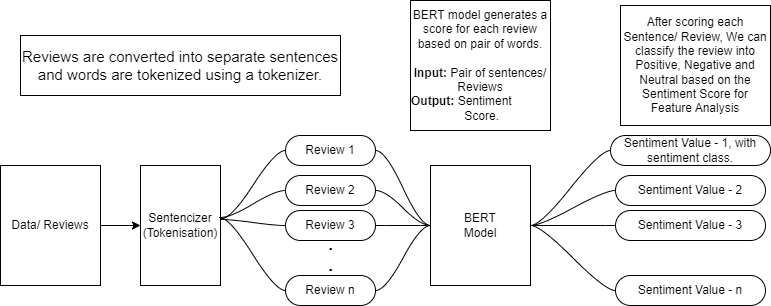 Reviews are converted into separate sentences
and words are tokenized using a tokenizer.
BERT model generates a
score for each review
based on pair of words.
Input: Pair of sentences/
Reviews
Output: Sentiment
Score.
After scoring each
Sentence/ Review, We can
classify the review into
Positive, Negative and
Neutral based on the
Sentiment Score for
Feature Analysis
Data/ Reviews
Sentencizer
(Tokenisation)
Review 1
Review 2
Review 3
.
.
Review n
BERT
Model
Sentiment Value - 1, with
sentiment class.
Sentiment Value - 2
Sentiment Value - 3
Sentiment Value - n